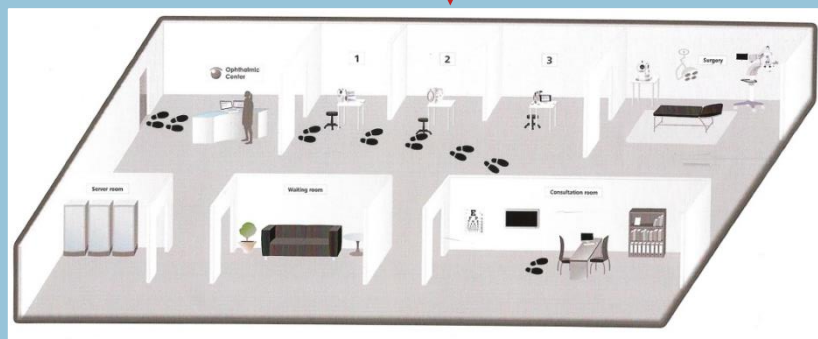 Ophthalmic
Center
1
2
3
Surgery
Server room
Waiting room
Consultation room
E